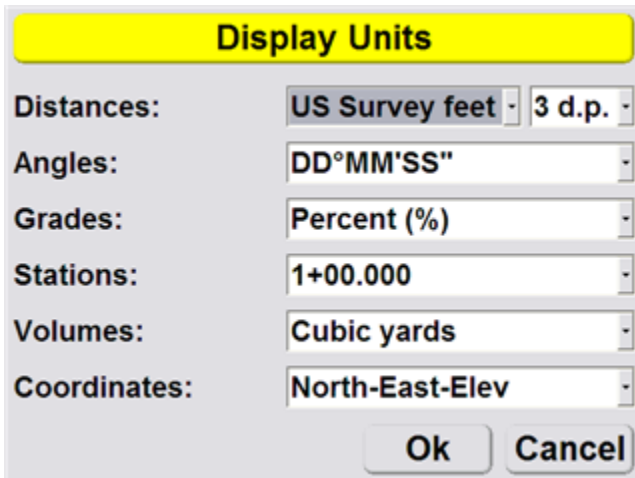 Display Units
Distances: US Survey feet 3 d.p.
Angles: DD°MM'SS"
Grades: Percent (%)
Stations: 1+00.000
Volumes: Cubic yards
Coordinates: North-East-Elev
Ok Cancel